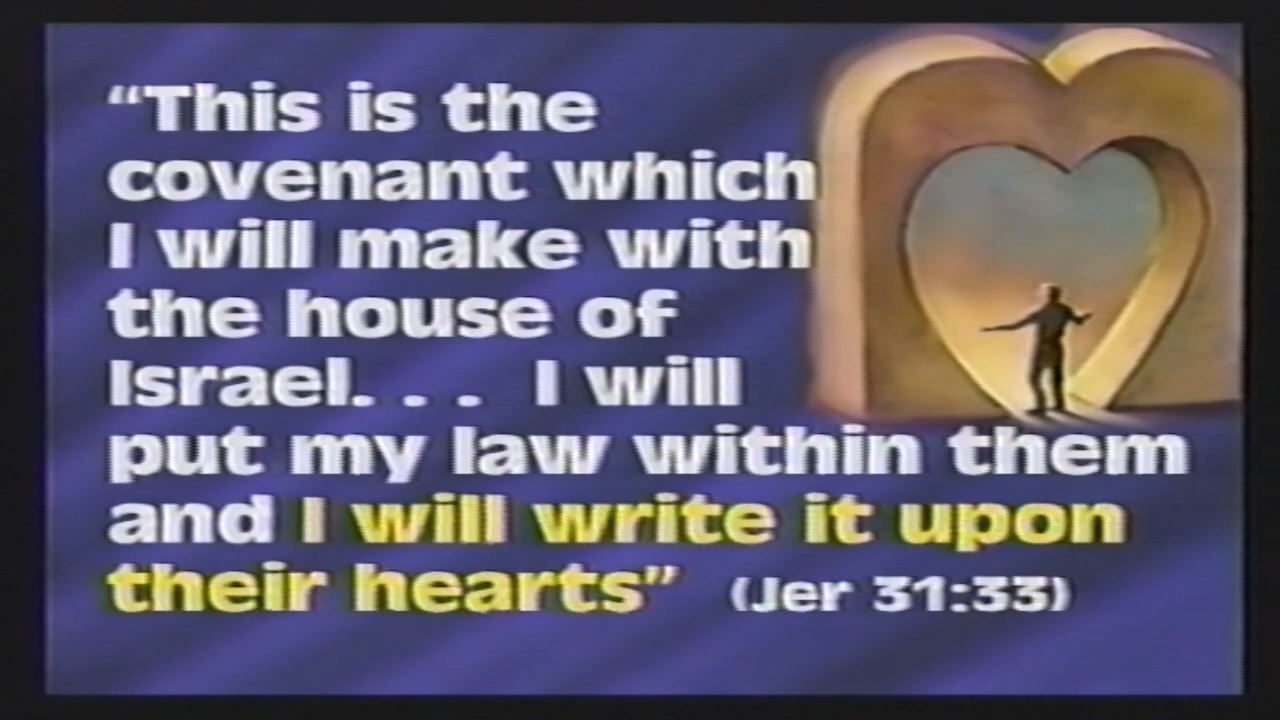 “This is the
covenant which
I will make with
the house of
Israel. . .  I will
put my law within them
and I will write it upon
their hearts”  (Jer 31:33)